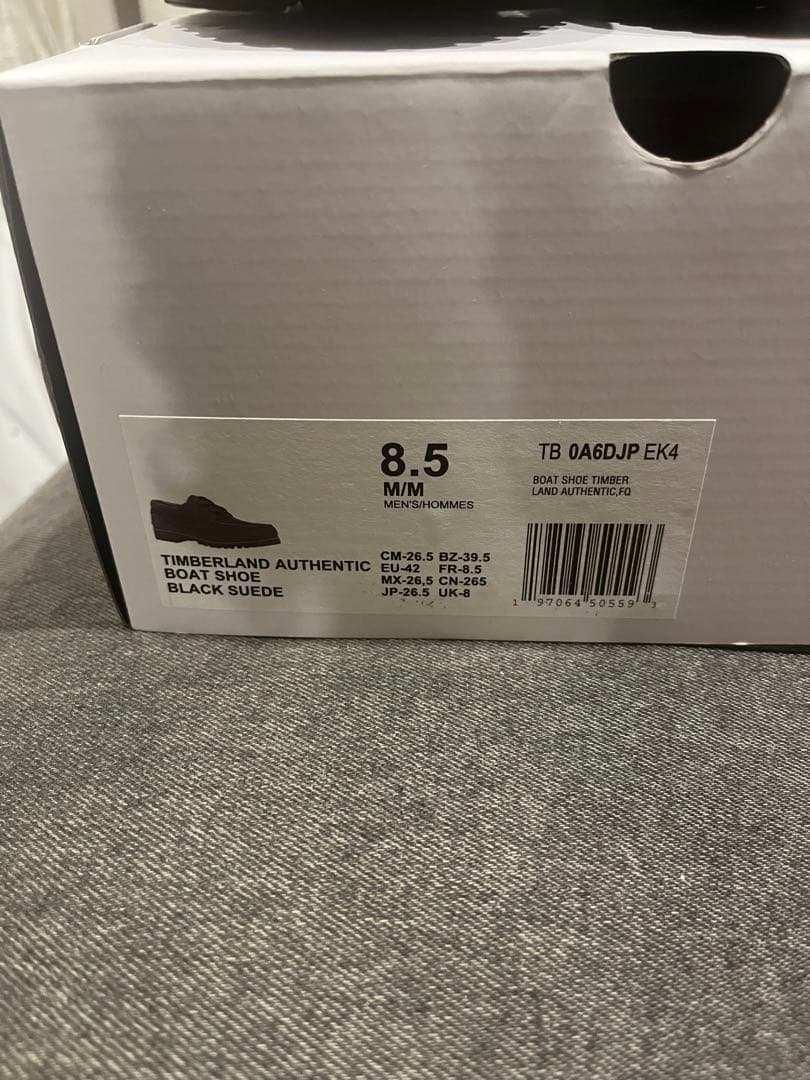 8.5
M/M
MEN'S/HOMMES
TB 0A6DJP EK4
BOAT SHOE TIMBER
LAND AUTHENTIC,FQ
TIMBERLAND AUTHENTIC
BOAT SHOE
BLACK SUEDE
CM-26.5 BZ-39.5
EU-42 FR-8.5
MX-26,5 CN-265
JP-26.5 UK-8
1 97064 50559 3